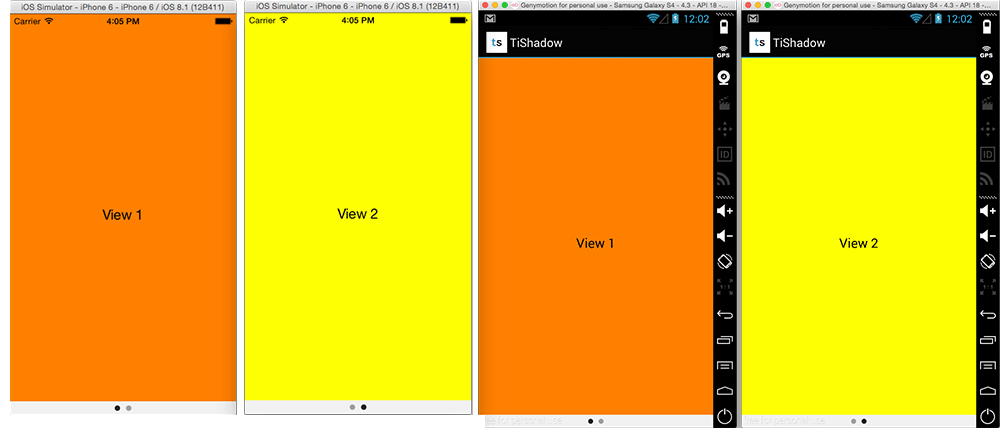 iOS Simulator - iPhone 6 - iPhone 6 / iOS 8.1 (12B411)
Carrier 4:05 PM
View 1
iOS Simulator - iPhone 6 - iPhone 6 / iOS 8.1 (12B411)
Carrier 4:05 PM
View 2
Genymotion for personal use - Samsung Galaxy S4 - 4.3 - API 18 -...
12:02
ts TiShadow
GPS
ID
View 1
1:1
free for personal use
Genymotion for personal use - Samsung Galaxy S4 - 4.3 - API 18 -...
12:02
ts TiShadow
GPS
ID
View 2
1:1
free for personal use